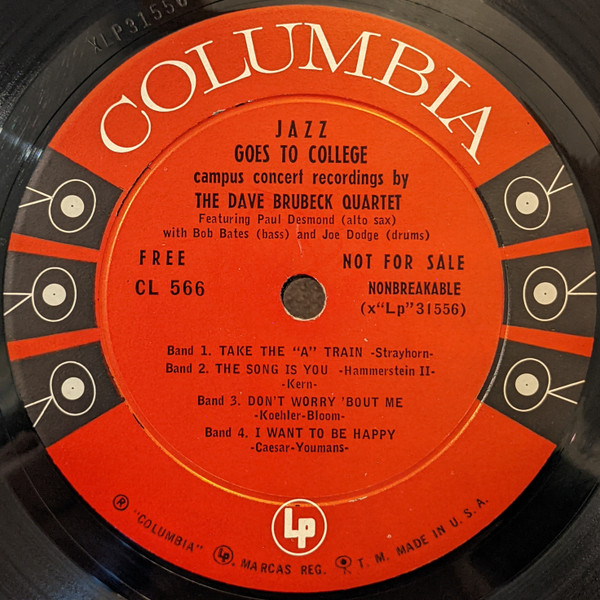 XLP31556
COLUMBIA
JAZZ
GOES TO COLLEGE
campus concert recordings by
THE DAVE BRUBECK QUARTET
Featuring Paul Desmond (alto sax)
with Bob Bates (bass) and Joe Dodge (drums)
FREE NOT FOR SALE
CL 566 NONBREAKABLE
(x“Lp”31556)
Band 1. TAKE THE “A” TRAIN -Strayhorn-
Band 2. THE SONG IS YOU -Hammerstein II-
-Kern-
Band 3. DON'T WORRY 'BOUT ME
-Koehler-Bloom-
Band 4. I WANT TO BE HAPPY
-Caesar-Youmans-
Lp
® "COLUMBIA" Lp, MARCAS REG. T. M. MADE IN U. S. A.